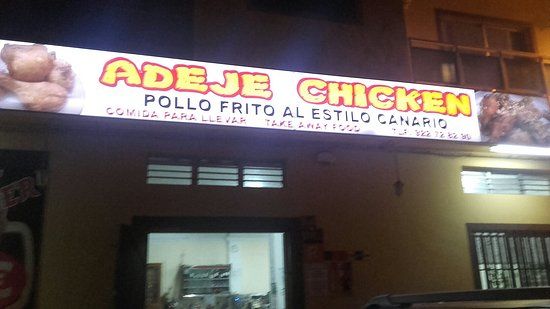 ADEJE CHICKEN
POLLO FRITO AL ESTILO CANARIO
COMIDA PARA LLEVAR TAKE AWAY FOOD